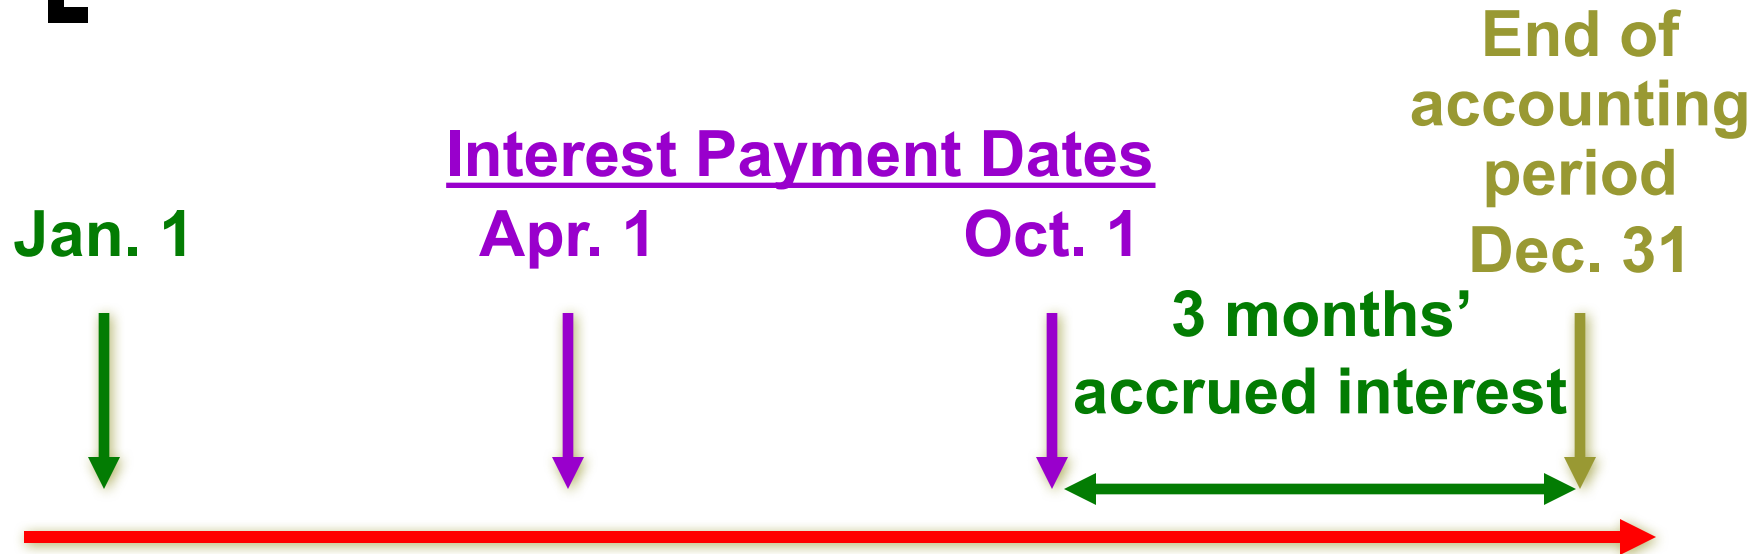 End of
accounting
period
Dec. 31
Interest Payment Dates
Jan. 1 Apr. 1 Oct. 1
3 months’
accrued interest